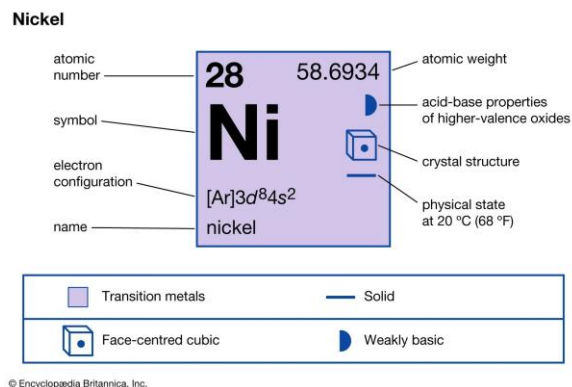 Nickel
atomic
number
28
58.6934
atomic weight
symbol
Ni
acid-base properties
of higher-valence oxides
crystal structure
electron
configuration
[Ar]3d⁸4s²
physical state
at 20 ºC (68 ºF)
name
nickel
Transition metals
Solid
Face-centred cubic
Weakly basic
© Encyclopædia Britannica, Inc.